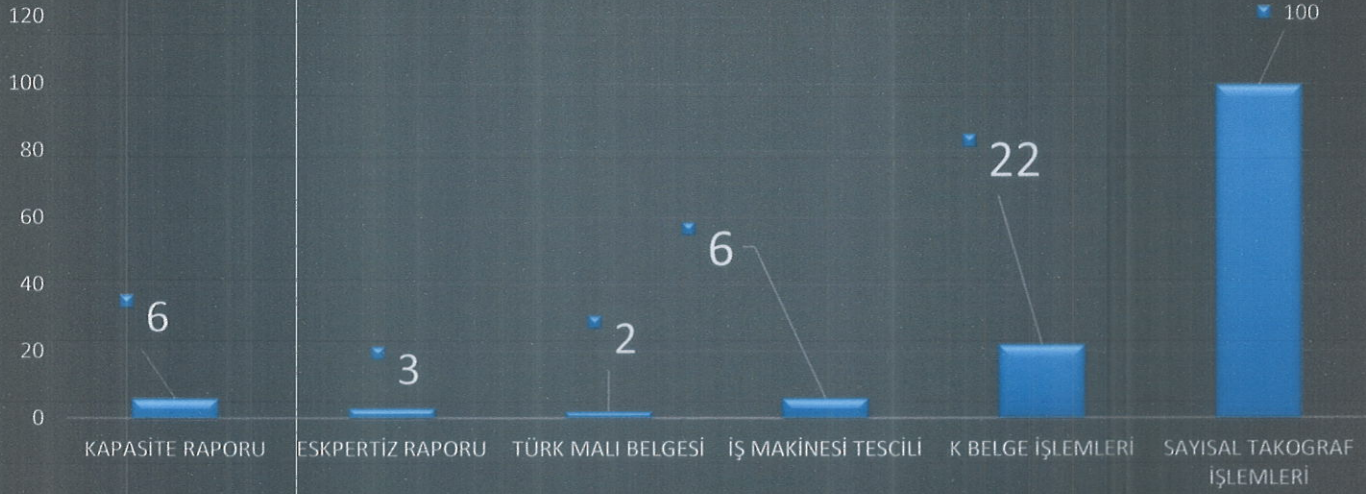 120
100
80
60
40
20
0
6
3
2
6
22
100
KAPASİTE RAPORU
ESKPERTİZ RAPORU
TÜRK MALI BELGESİ
İŞ MAKİNESİ TESCİLİ
K BELGE İŞLEMLERİ
SAYISAL TAKOGRAF
İŞLEMLERİ